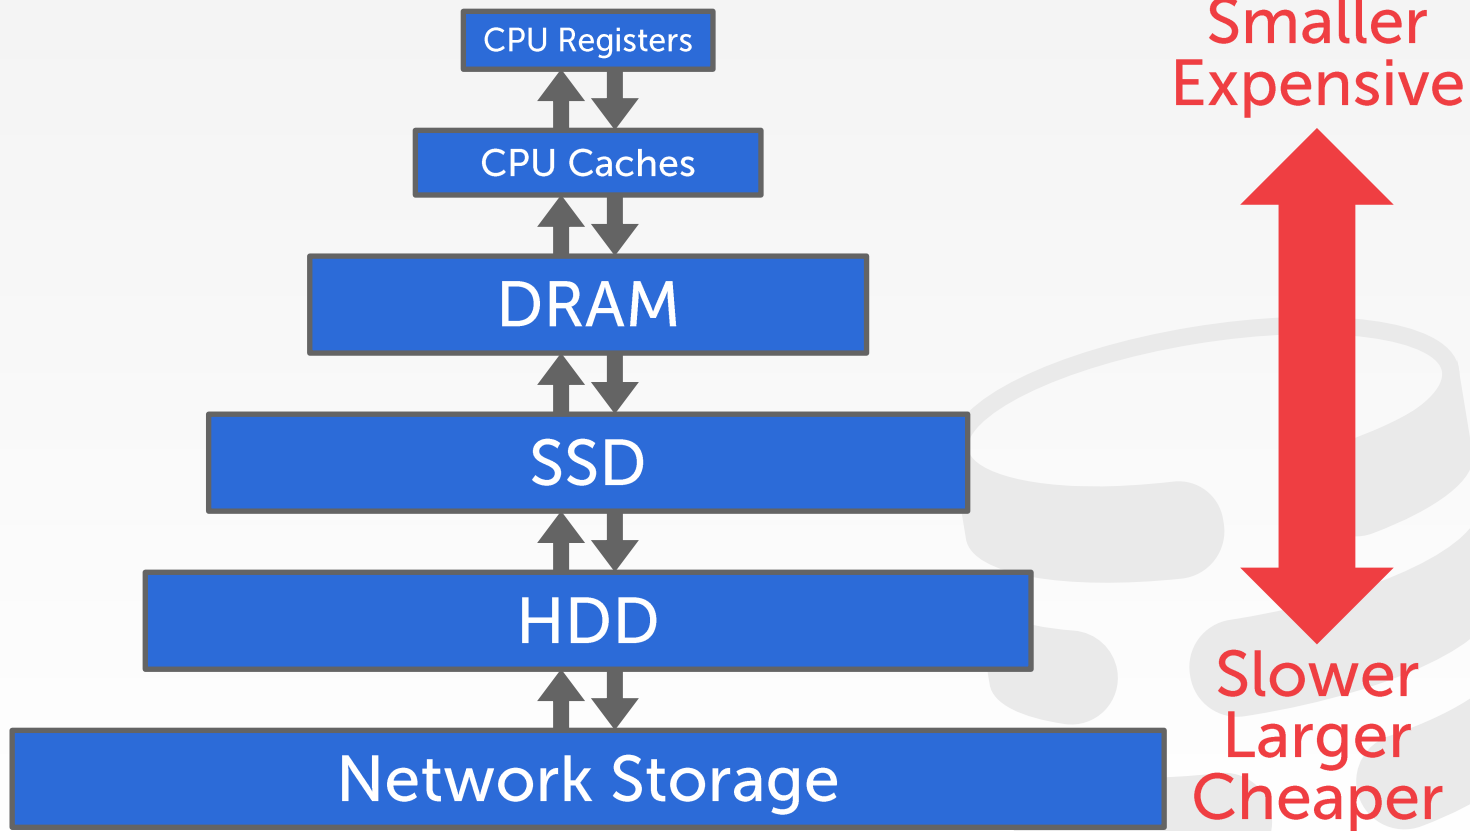 CPU Registers
CPU Caches
DRAM
SSD
HDD
Network Storage
Smaller
Expensive
Slower
Larger
Cheaper